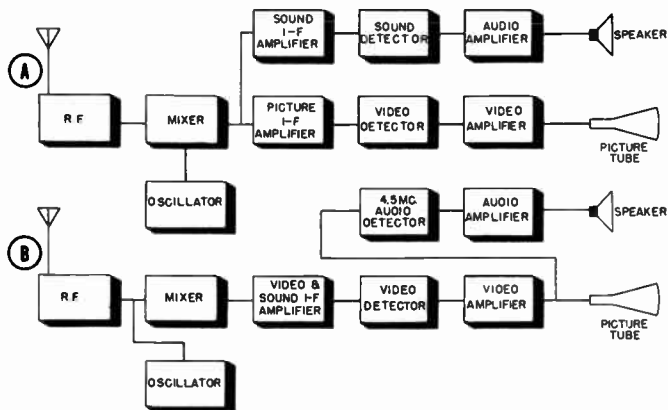 A
SOUND
I-F
AMPLIFIER
SOUND
DETECTOR
AUDIO
AMPLIFIER
SPEAKER
R.F.
MIXER
PICTURE
I-F
AMPLIFIER
VIDEO
DETECTOR
VIDEO
AMPLIFIER
PICTURE
TUBE
OSCILLATOR
B
4.5MC.
AUDIO
DETECTOR
AUDIO
AMPLIFIER
SPEAKER
R.F.
MIXER
VIDEO &
SOUND I-F
AMPLIFIER
VIDEO
DETECTOR
VIDEO
AMPLIFIER
PICTURE
TUBE
OSCILLATOR